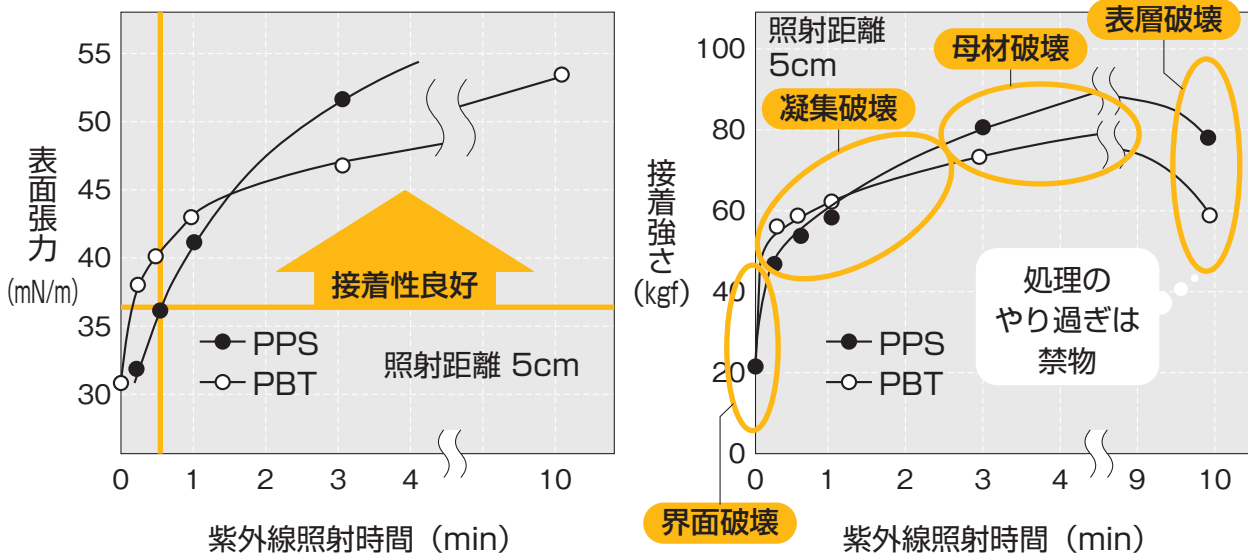 55
50
45
40
35
30
表面張力
(mN/m)
接着性良好
PPS
PBT
照射距離 5cm
0
1
2
3
4
10
紫外線照射時間（min）
照射距離
5cm
凝集破壊
母材破壊
表層破壊
100
80
60
40
20
0
接着強さ
(kgf)
処理の
やり過ぎは
禁物
PPS
PBT
0
1
2
3
4
9
10
界面破壊
紫外線照射時間（min）